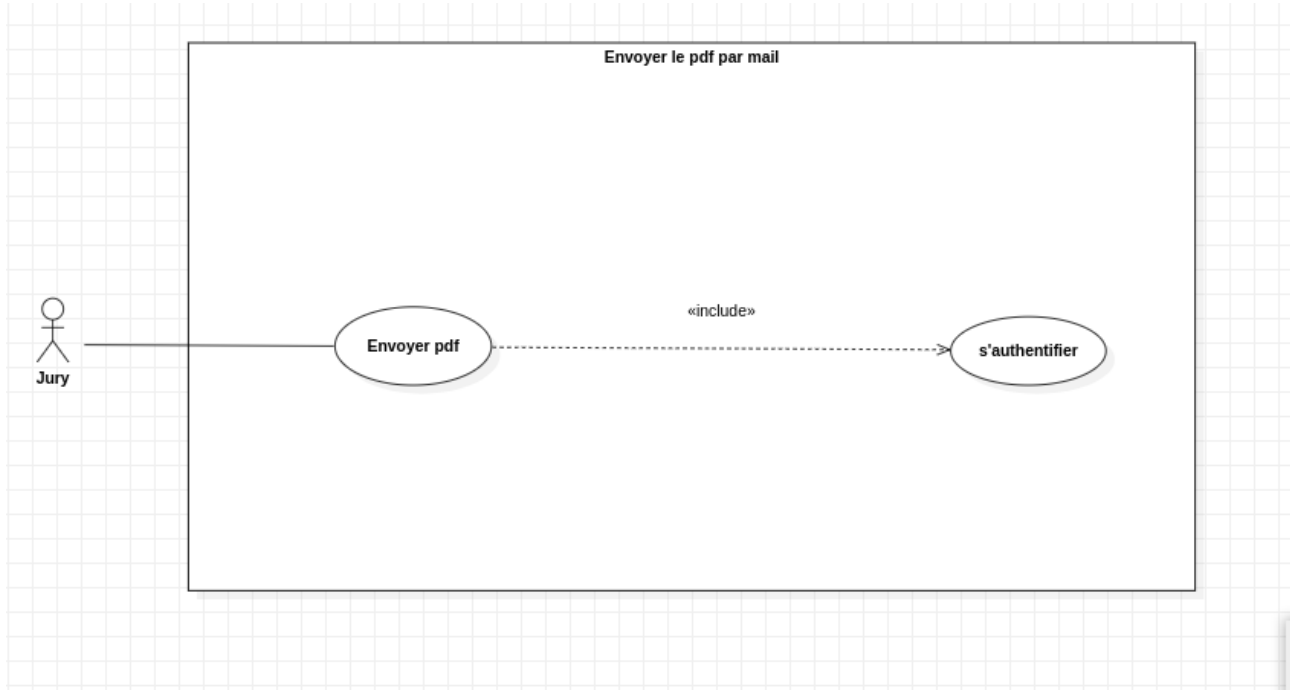 Envoyer le pdf par mail
«include»
Envoyer pdf
s'authentifier
Jury